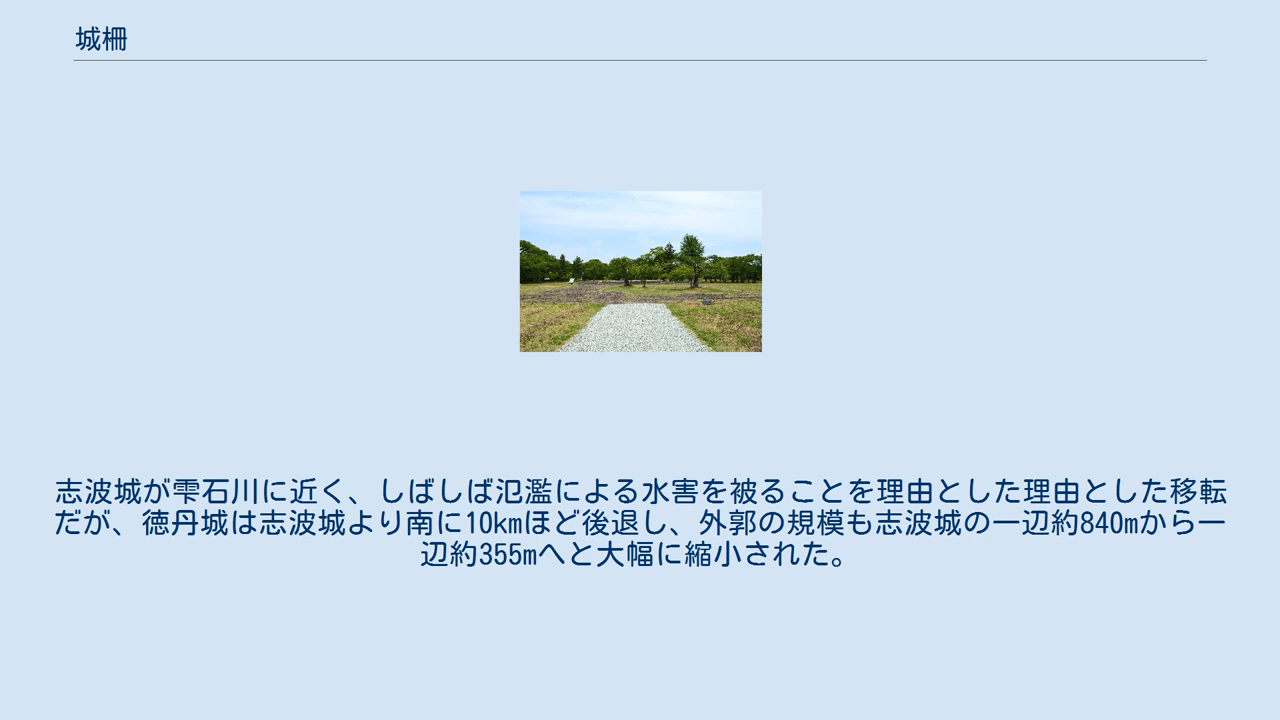 城柵
志波城が雫石川に近く、しばしば氾濫による水害を被ることを理由とした理由とした移転
だが、徳丹城は志波城より南に10kmほど後退し、外郭の規模も志波城の一辺約840mから一
辺約355mへと大幅に縮小された。